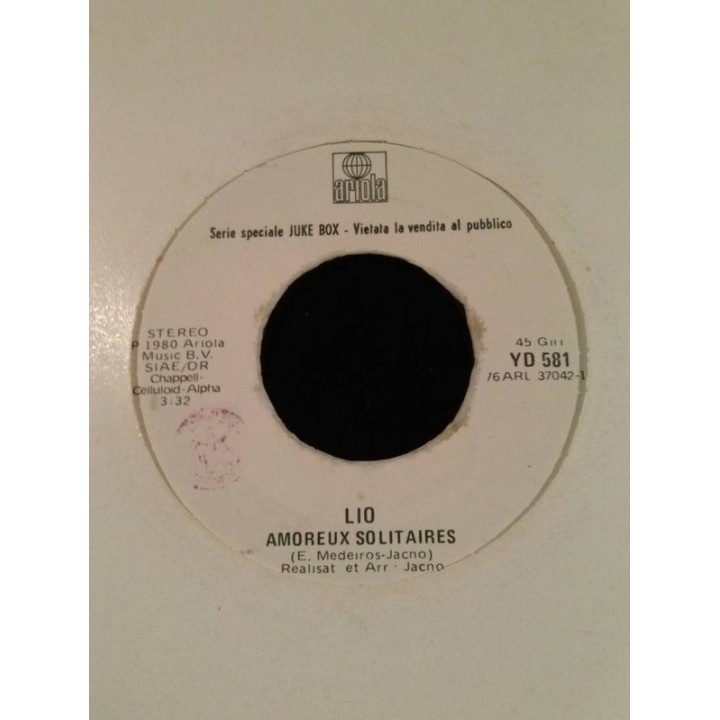 ariola
Serie speciale JUKE BOX - Vietata la vendita al pubblico
STEREO
P 1980 Ariola
Music B.V.
SIAE/DR
Chappell-
Celluloid-Alpha
3:32
45 Giri
YD 581
76 ARL 37042-1
LIO
AMOREUX SOLITAIRES
(E. Medeiros-Jacno)
Realisat et Arr · Jacno